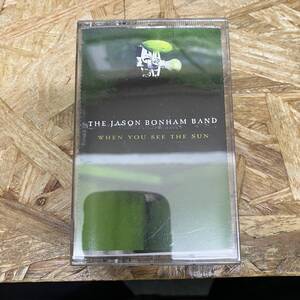 THE JASON BONHAM BAND
WHEN YOU SEE THE SUN